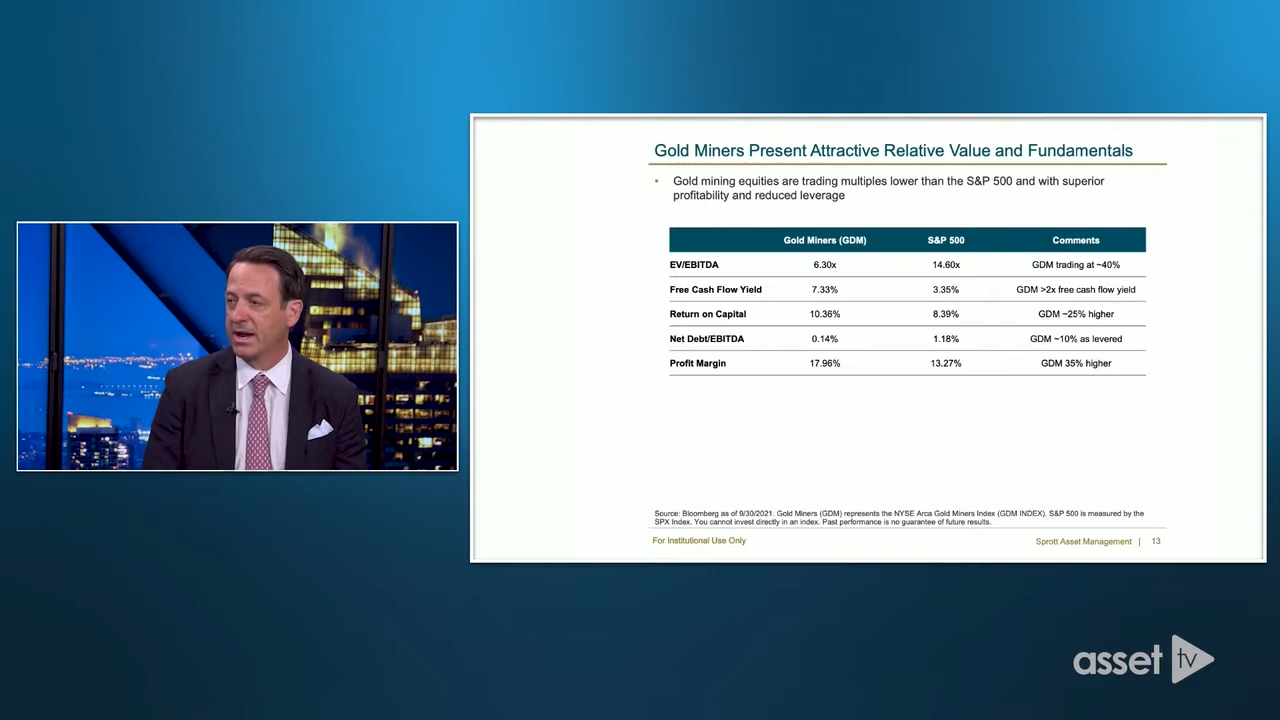 Gold Miners Present Attractive Relative Value and Fundamentals
• Gold mining equities are trading multiples lower than the S&P 500 and with superior
profitability and reduced leverage
Gold Miners (GDM) S&P 500 Comments
EV/EBITDA 6.30x 14.60x GDM trading at ~40%
Free Cash Flow Yield 7.33% 3.35% GDM >2x free cash flow yield
Return on Capital 10.36% 8.39% GDM ~25% higher
Net Debt/EBITDA 0.14% 1.18% GDM ~10% as levered
Profit Margin 17.96% 13.27% GDM 35% higher
Source: Bloomberg as of 9/30/2021. Gold Miners (GDM) represents the NYSE Arca Gold Miners Index (GDM INDEX). S&P 500 is measured by the
SPX Index. You cannot invest directly in an index. Past performance is no guarantee of future results.
For Institutional Use Only Sprott Asset Management | 13
asset tv